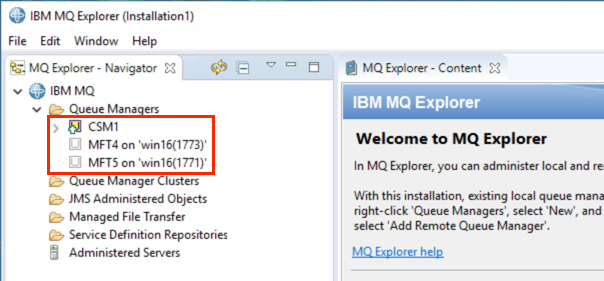 IBM MQ Explorer (Installation1)
File Edit Window Help
MQ Explorer - Navigator
IBM MQ
Queue Managers
CSM1
MFT4 on 'win16(1773)'
MFT5 on 'win16(1771)'
Queue Manager Clusters
JMS Administered Objects
Managed File Transfer
Service Definition Repositories
Administered Servers
MQ Explorer - Content
IBM MQ Explorer
Welcome to MQ Explorer
In MQ Explorer, you can administer local and re
With this installation, existing local queue mana
right-click 'Queue Managers', select 'New', and
select 'Add Remote Queue Manager'.
MQ Explorer help